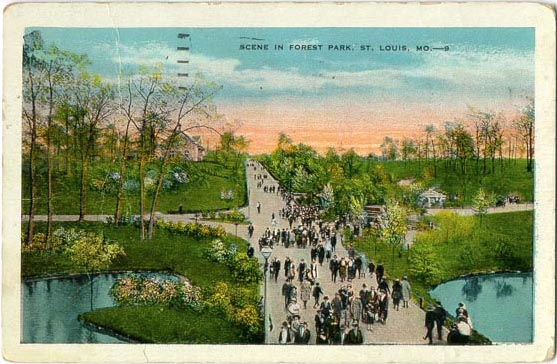 SCENE IN FOREST PARK, ST. LOUIS, MO.—9